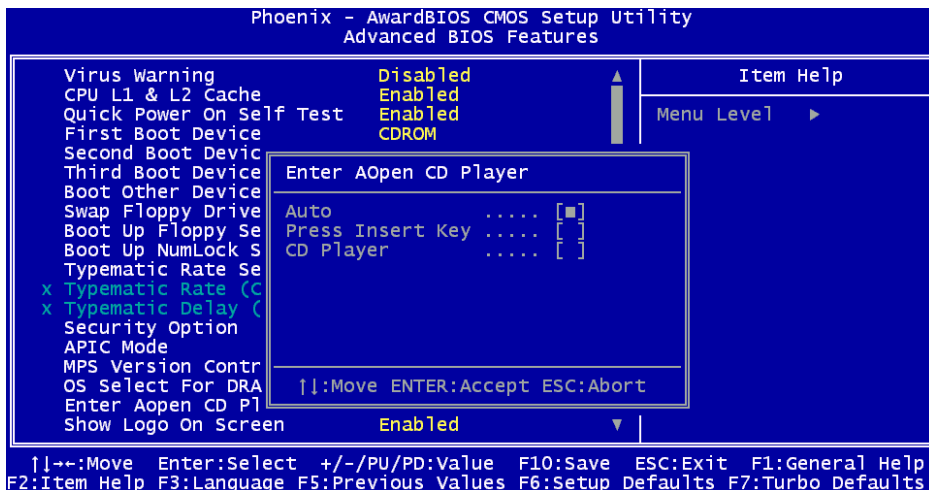 Phoenix - AwardBIOS CMOS Setup Utility
Advanced BIOS Features
Virus Warning Disabled
CPU L1 & L2 Cache Enabled
Quick Power On Self Test Enabled
First Boot Device CDROM
Second Boot Devic
Third Boot Device
Boot Other Device
Swap Floppy Drive
Boot Up Floppy Se
Boot Up NumLock S
Typematic Rate Se
x Typematic Rate (C
x Typematic Delay (
Security Option
APIC Mode
MPS Version Contr
OS Select For DRA
Enter Aopen CD Pl
Show Logo On Screen Enabled
Item Help
Menu Level ▶
Enter AOpen CD Player
Auto ..... [■]
Press Insert Key ..... [ ]
CD Player ..... [ ]
↑↓:Move ENTER:Accept ESC:Abort
↑↓→←:Move Enter:Select +/-/PU/PD:Value F10:Save ESC:Exit F1:General Help
F2:Item Help F3:Language F5:Previous Values F6:Setup Defaults F7:Turbo Defaults